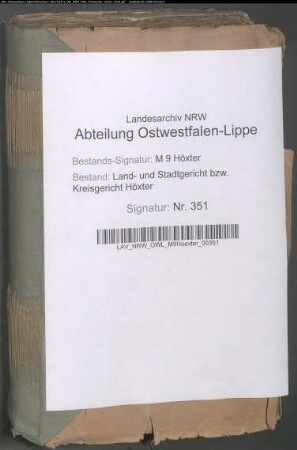 Landesarchiv NRW
Abteilung Ostwestfalen-Lippe
Bestands-Signatur: M 9 Höxter
Bestand: Land- und Stadtgericht bzw.
Kreisgericht Höxter
Signatur: Nr. 351
LAV_NRW_OWL_M9Hoexter_00351